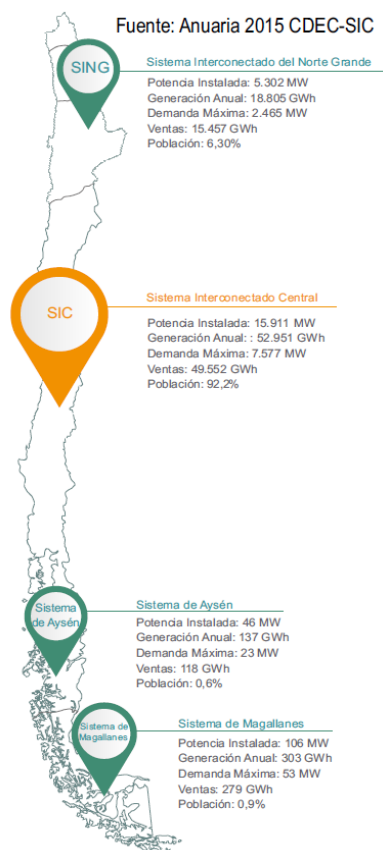 Fuente: Anuaria 2015 CDEC-SIC
SING
Sistema Interconectado del Norte Grande
Potencia Instalada: 5.302 MW
Generación Anual: 18.805 GWh
Demanda Máxima: 2.465 MW
Ventas: 15.457 GWh
Población: 6,30%
SIC
Sistema Interconectado Central
Potencia Instalada: 15.911 MW
Generación Anual: : 52.951 GWh
Demanda Máxima: 7.577 MW
Ventas: 49.552 GWh
Población: 92,2%
Sistema
de Aysén
Sistema de Aysén
Potencia Instalada: 46 MW
Generación Anual: 137 GWh
Demanda Máxima: 23 MW
Ventas: 118 GWh
Población: 0,6%
Sistema de
Magallanes
Sistema de Magallanes
Potencia Instalada: 106 MW
Generación Anual: 303 GWh
Demanda Máxima: 53 MW
Ventas: 279 GWh
Población: 0,9%